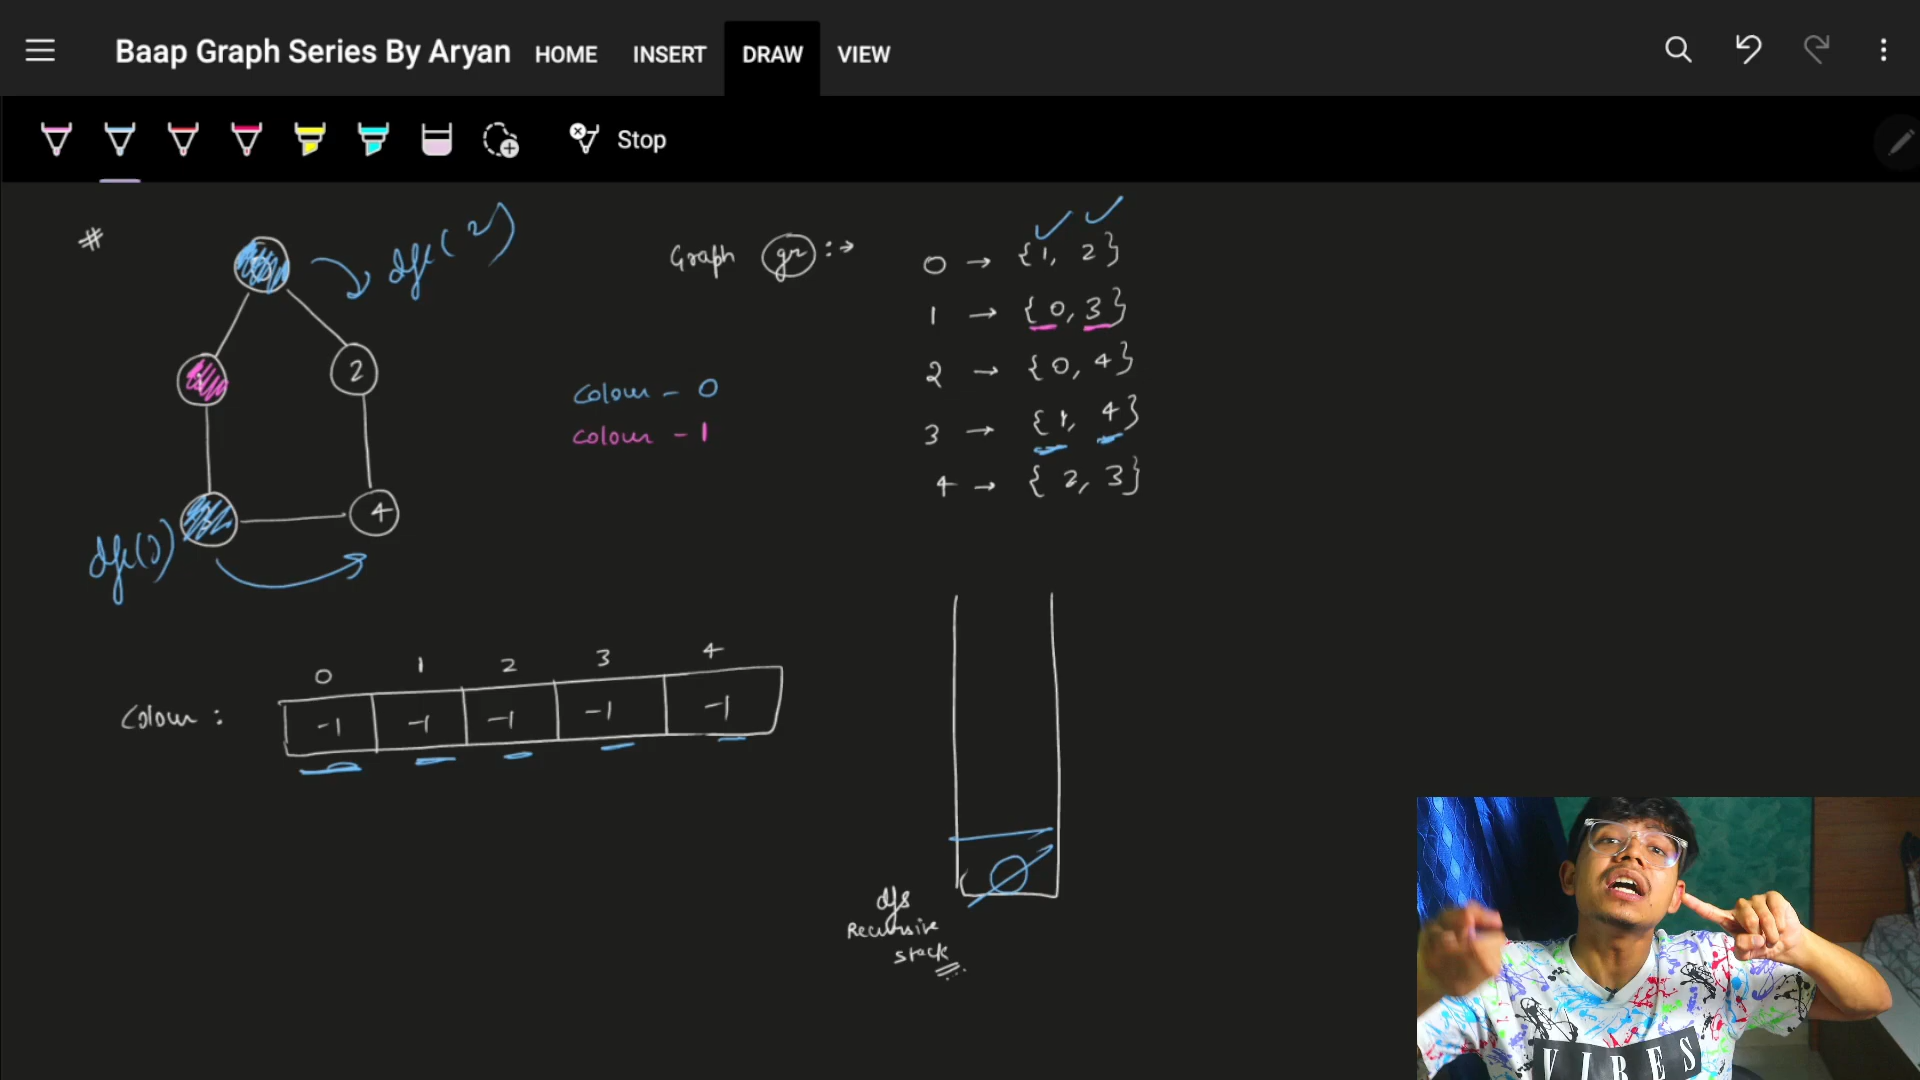 Baap Graph Series By Aryan HOME INSERT DRAW VIEW
Stop
#
dfs(2)
Graph gr :→
0 → {1, 2}
1 → {0, 3}
2 → {0, 4}
3 → {1, 4}
4 → {2, 3}
2
4
Colour - 0
Colour - 1
0 1 2 3 4
Colour : -1 -1 -1 -1 -1
0
dfs
Recursive
stack
VIBES